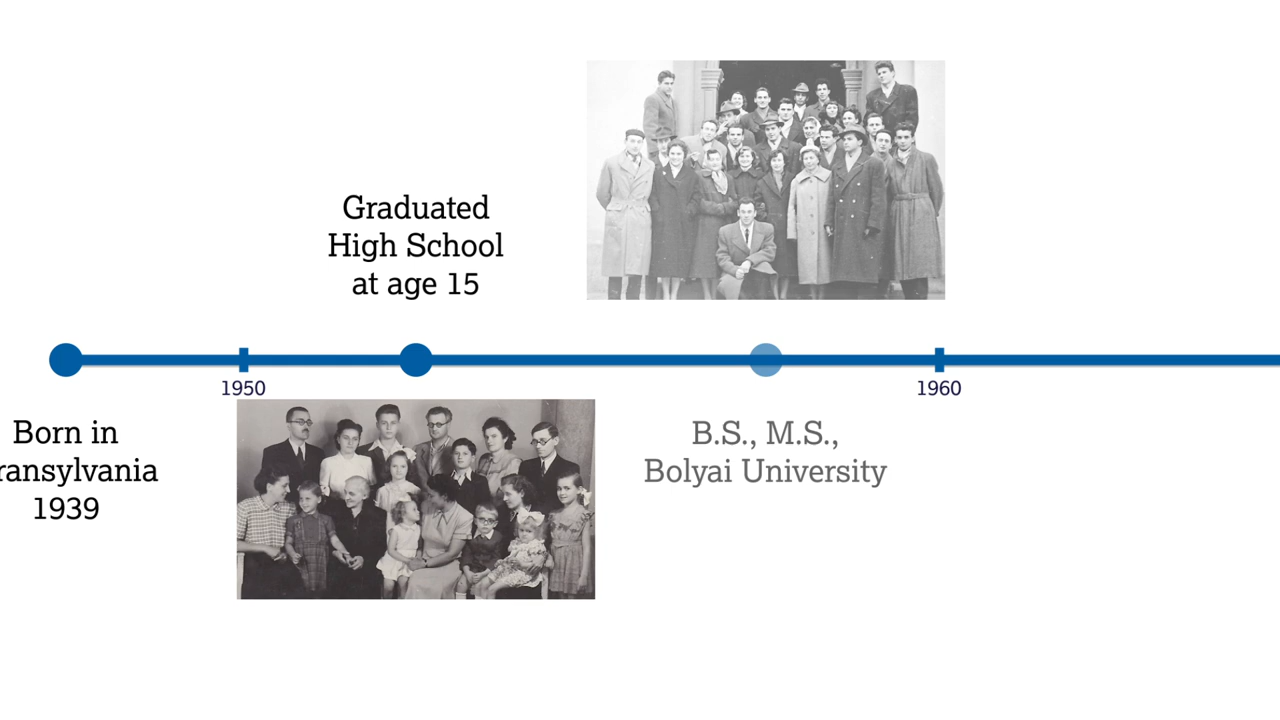 Graduated
High School
at age 15
1950
1960
Born in
ransylvania
1939
B.S., M.S.,
Bolyai University